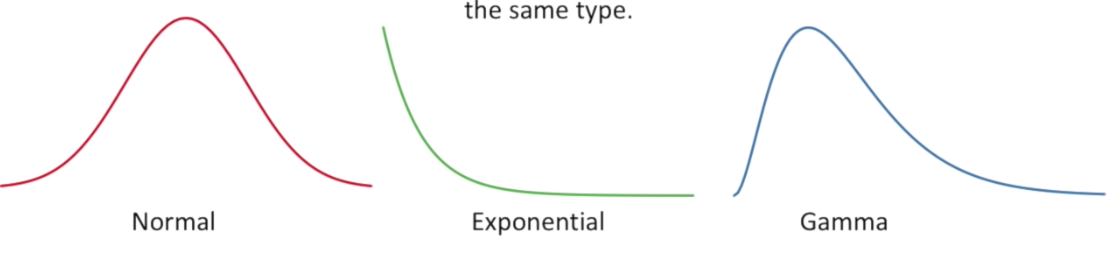 the same type.
Normal
Exponential
Gamma